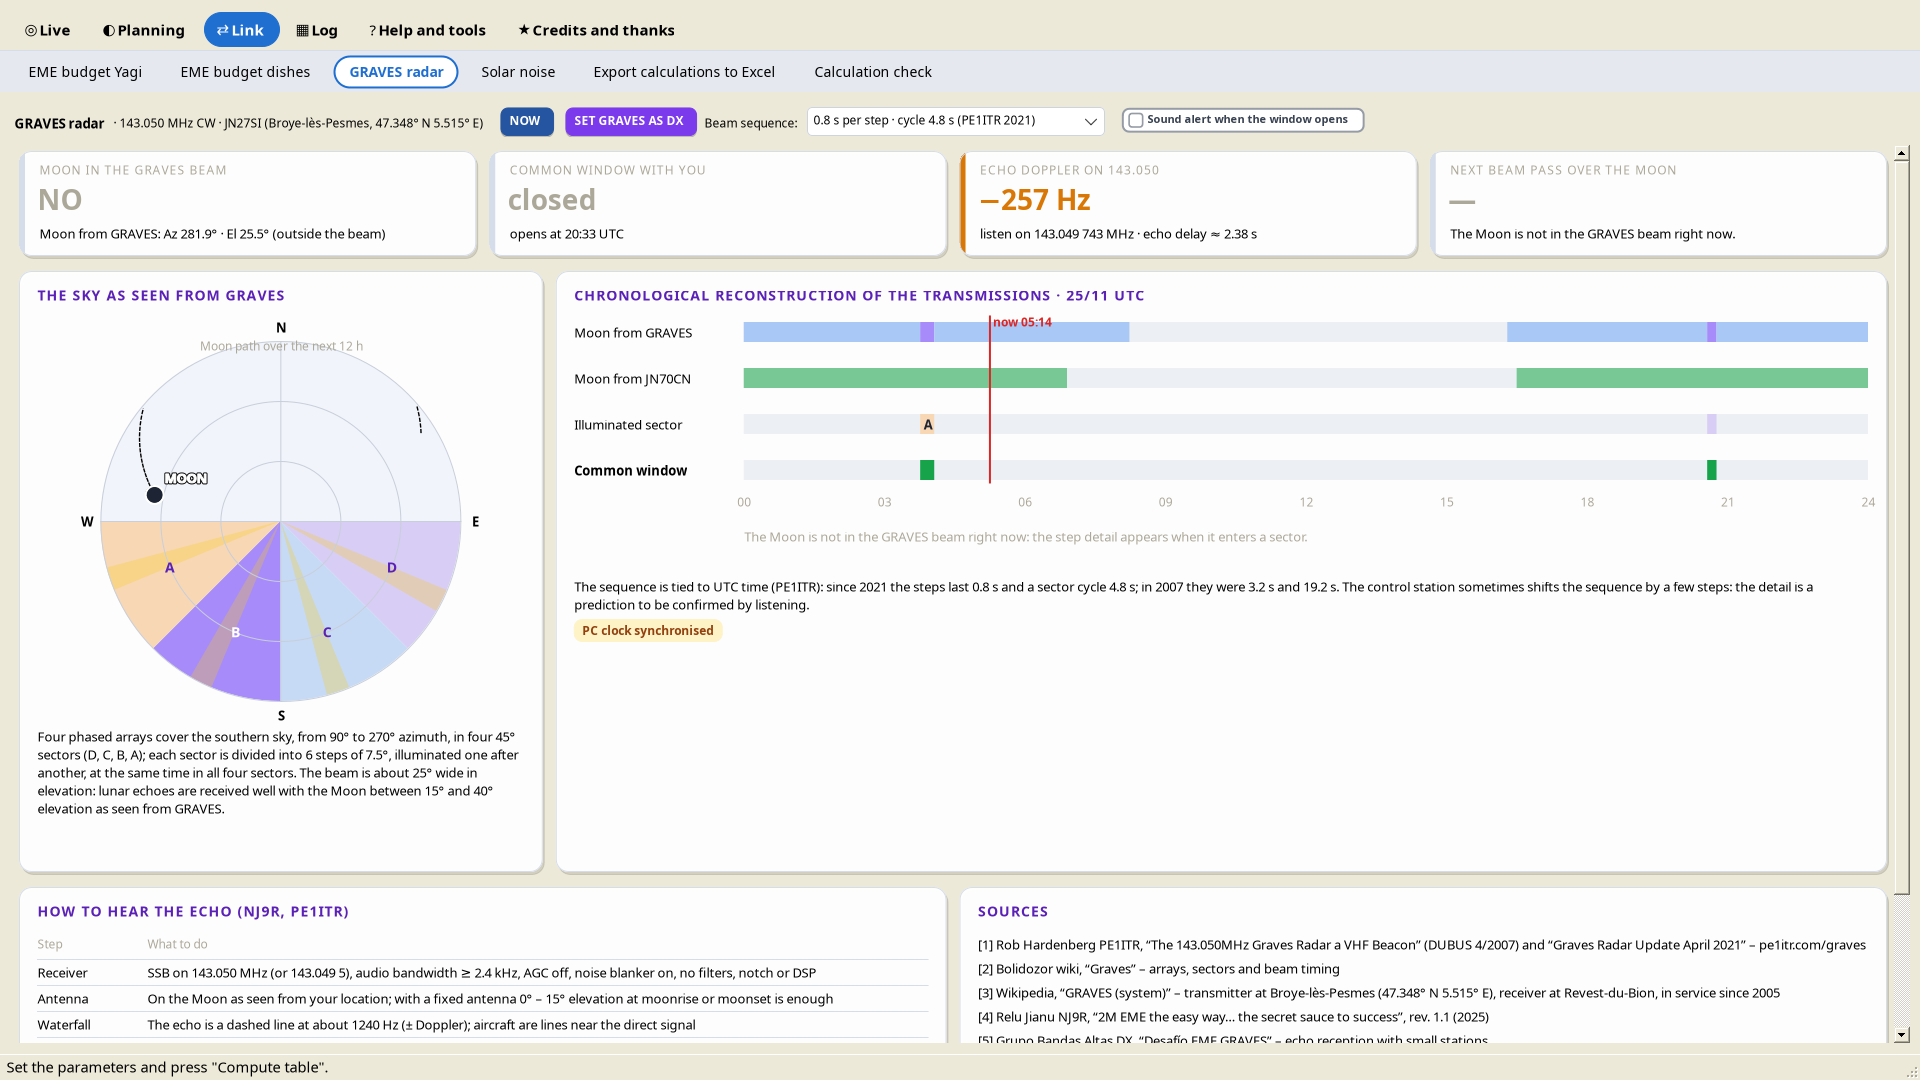 ◎ Live ◐ Planning ⇄ Link ▦ Log ? Help and tools ★ Credits and thanks
EME budget Yagi EME budget dishes GRAVES radar Solar noise Export calculations to Excel Calculation check
GRAVES radar · 143.050 MHz CW · JN27SI (Broye-lès-Pesmes, 47.348° N 5.515° E) NOW SET GRAVES AS DX Beam sequence: 0.8 s per step · cycle 4.8 s (PE1ITR 2021) Sound alert when the window opens
MOON IN THE GRAVES BEAM
NO
Moon from GRAVES: Az 281.9° · El 25.5° (outside the beam)
COMMON WINDOW WITH YOU
closed
opens at 20:33 UTC
ECHO DOPPLER ON 143.050
−257 Hz
listen on 143.049 743 MHz · echo delay ≈ 2.38 s
NEXT BEAM PASS OVER THE MOON
—
The Moon is not in the GRAVES beam right now.
THE SKY AS SEEN FROM GRAVES
N
Moon path over the next 12 h
MOON
W E
A D
B C
S
Four phased arrays cover the southern sky, from 90° to 270° azimuth, in four 45°
sectors (D, C, B, A); each sector is divided into 6 steps of 7.5°, illuminated one after
another, at the same time in all four sectors. The beam is about 25° wide in
elevation: lunar echoes are received well with the Moon between 15° and 40°
elevation as seen from GRAVES.
CHRONOLOGICAL RECONSTRUCTION OF THE TRANSMISSIONS · 25/11 UTC
now 05:14
Moon from GRAVES
Moon from JN70CN
Illuminated sector A
Common window
00 03 06 09 12 15 18 21 24
The Moon is not in the GRAVES beam right now: the step detail appears when it enters a sector.
The sequence is tied to UTC time (PE1ITR): since 2021 the steps last 0.8 s and a sector cycle 4.8 s; in 2007 they were 3.2 s and 19.2 s. The control station sometimes shifts the sequence by a few steps: the detail is a
prediction to be confirmed by listening.
PC clock synchronised
HOW TO HEAR THE ECHO (NJ9R, PE1ITR)
Step What to do
Receiver SSB on 143.050 MHz (or 143.049 5), audio bandwidth ≥ 2.4 kHz, AGC off, noise blanker on, no filters, notch or DSP
Antenna On the Moon as seen from your location; with a fixed antenna 0° – 15° elevation at moonrise or moonset is enough
Waterfall The echo is a dashed line at about 1240 Hz (± Doppler); aircraft are lines near the direct signal
SOURCES
[1] Rob Hardenberg PE1ITR, “The 143.050MHz Graves Radar a VHF Beacon” (DUBUS 4/2007) and “Graves Radar Update April 2021” – pe1itr.com/graves
[2] Bolidozor wiki, “Graves” – arrays, sectors and beam timing
[3] Wikipedia, “GRAVES (system)” – transmitter at Broye-lès-Pesmes (47.348° N 5.515° E), receiver at Revest-du-Bion, in service since 2005
[4] Relu Jianu NJ9R, “2M EME the easy way… the secret sauce to success”, rev. 1.1 (2025)
[5] Grupo Bandas Altas DX, “Desafío EME GRAVES” – echo reception with small stations
Set the parameters and press "Compute table".